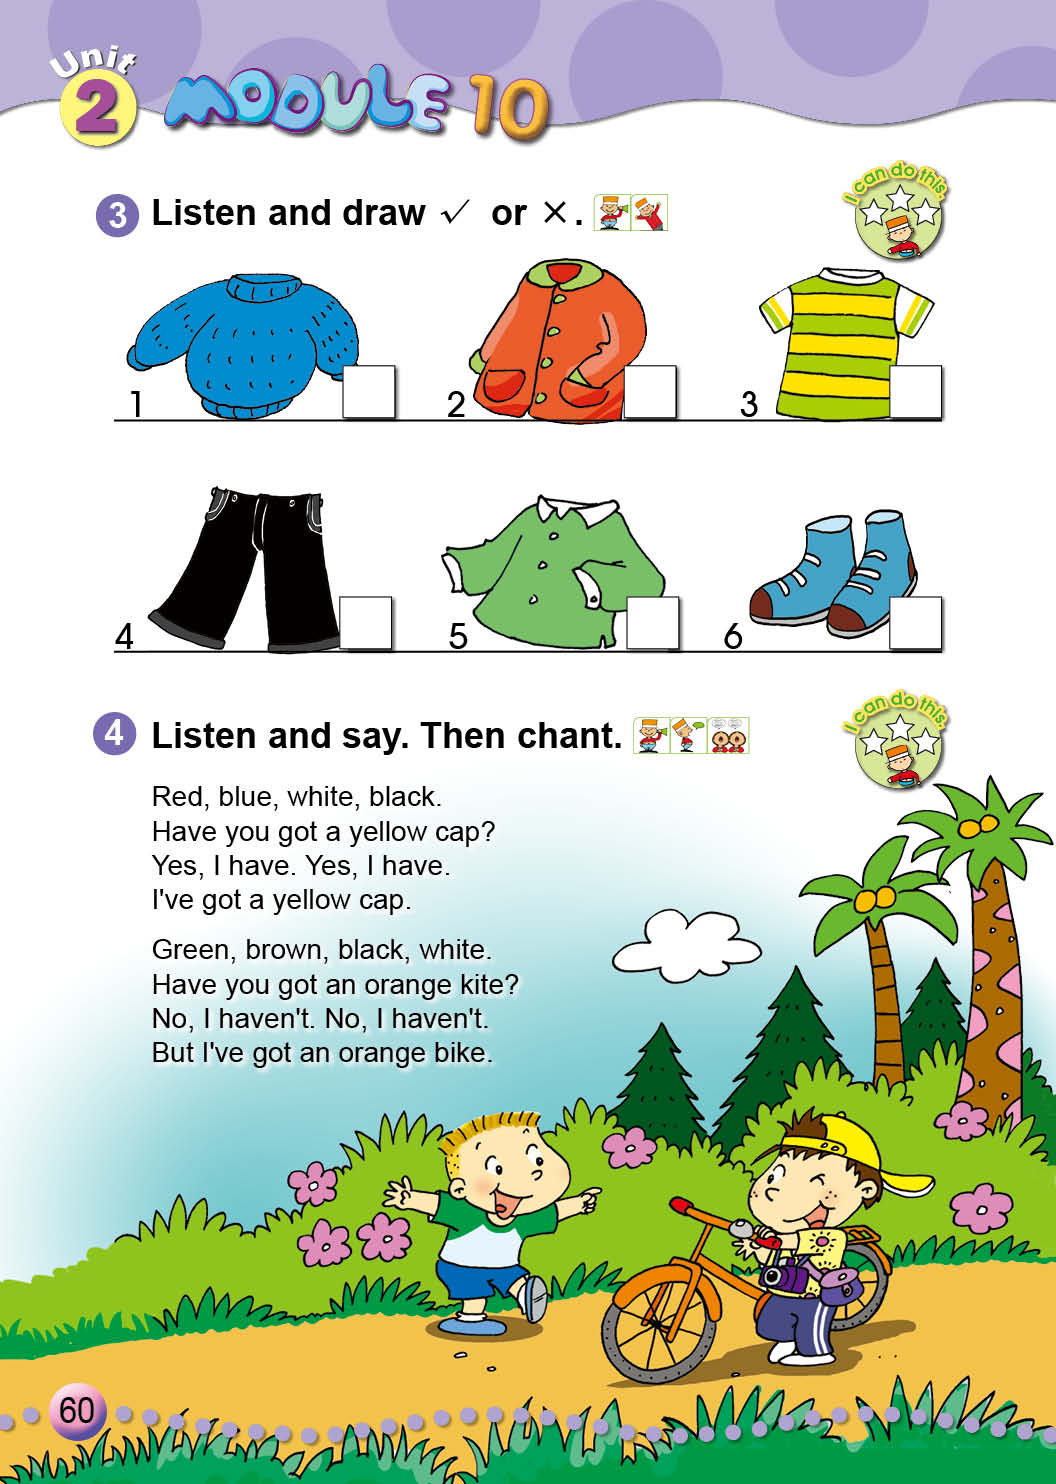 Unit
2 MODULE 10
3 Listen and draw ✓ or ×.
I can do this.
1
2
3
4
5
6
4 Listen and say. Then chant.
I can do this.
Red, blue, white, black.
Have you got a yellow cap?
Yes, I have. Yes, I have.
I've got a yellow cap.
Green, brown, black, white.
Have you got an orange kite?
No, I haven't. No, I haven't.
But I've got an orange bike.
60